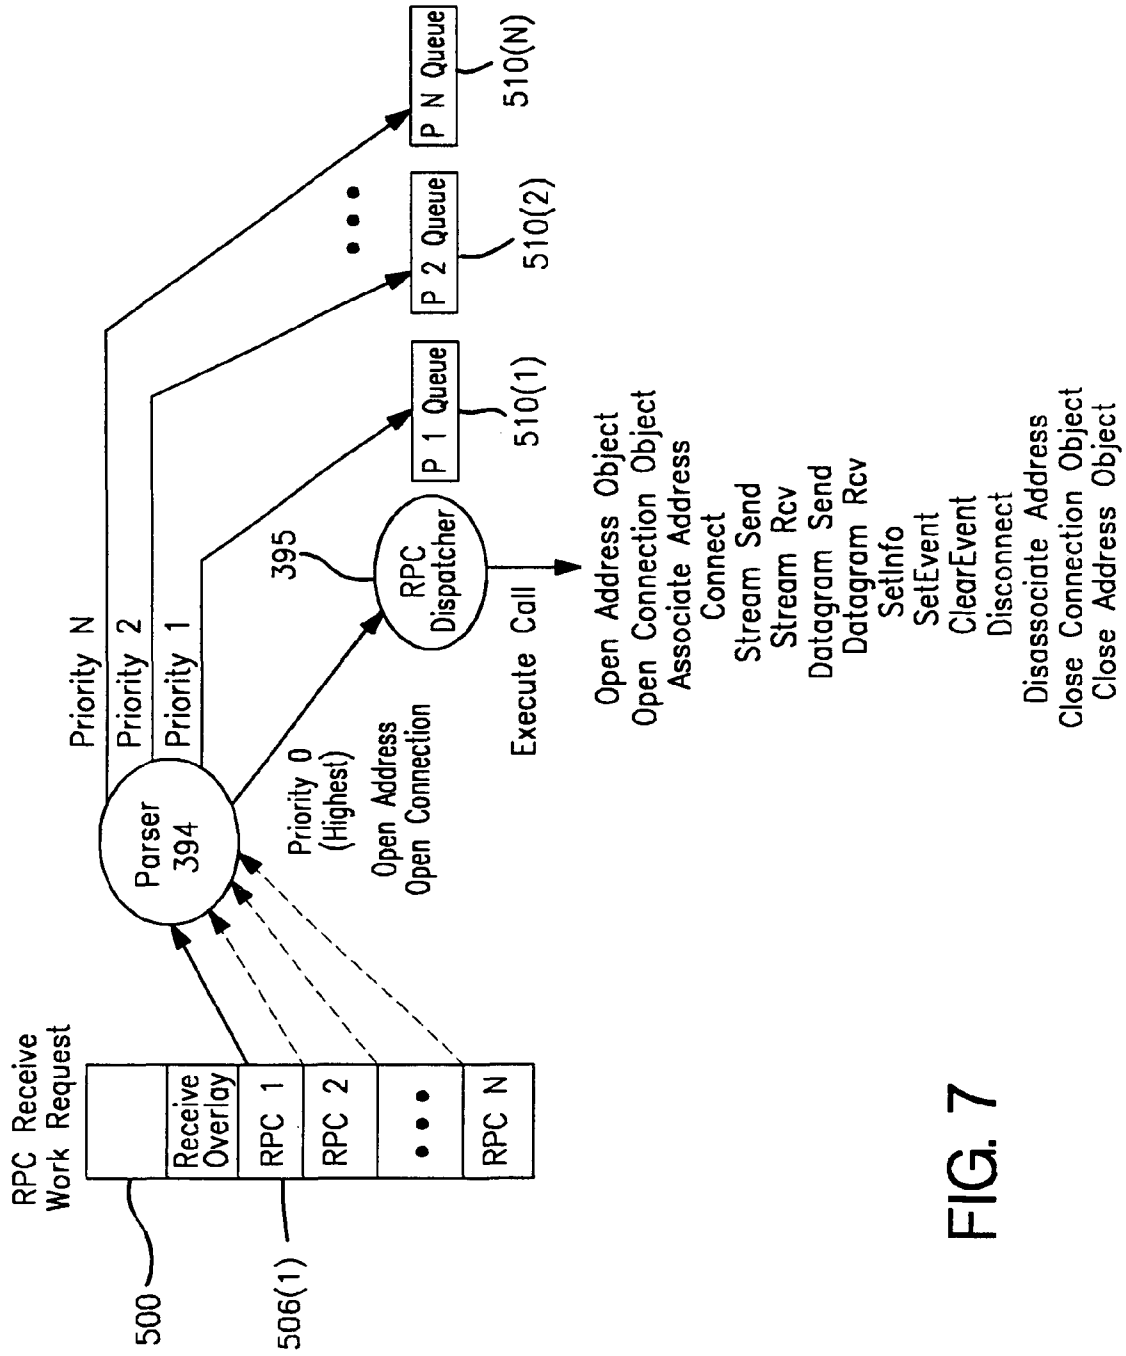 RPC Receive
Work Request
500
Receive
Overlay
RPC 1
506(1)
RPC 2
•••
RPC N
Parser
394
Priority N
Priority 2
Priority 1
Priority 0
(Highest)
Open Address
Open Connection
395
RPC
Dispatcher
P 1 Queue
510(1)
P 2 Queue
510(2)
•••
P N Queue
510(N)
Execute Call
Open Address Object
Open Connection Object
Associate Address
Connect
Stream Send
Stream Rcv
Datagram Send
Datagram Rcv
SetInfo
SetEvent
ClearEvent
Disconnect
Disassociate Address
Close Connection Object
Close Address Object
FIG. 7